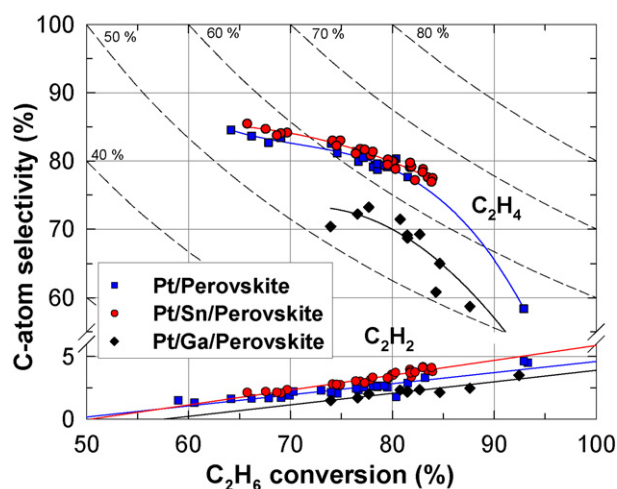 100
50 %
60 %
70 %
80 %
90
80
40 %
70
C₂H₄
60
Pt/Perovskite
Pt/Sn/Perovskite
Pt/Ga/Perovskite
C₂H₂
5
0
50
60
70
80
90
100
C-atom selectivity (%)
C₂H₆ conversion (%)